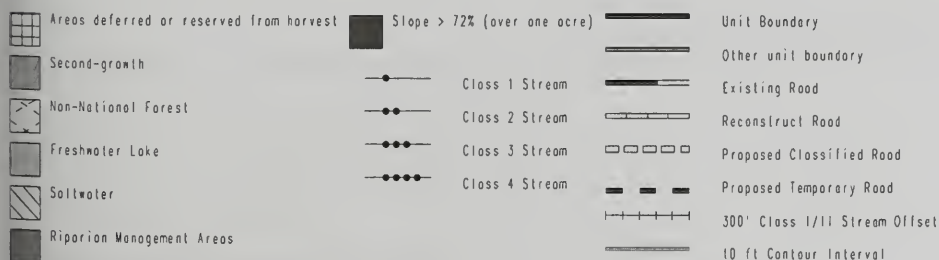 Areas deferred or reserved from harvest
Second-growth
Non-National Forest
Freshwater Lake
Saltwater
Riparian Management Areas
Slope > 72% (over one acre)
Class 1 Stream
Class 2 Stream
Class 3 Stream
Class 4 Stream
Unit Boundary
Other unit boundary
Existing Road
Reconstruct Road
Proposed Classified Road
Proposed Temporary Road
300' Class I/II Stream Offset
10 ft Contour Interval